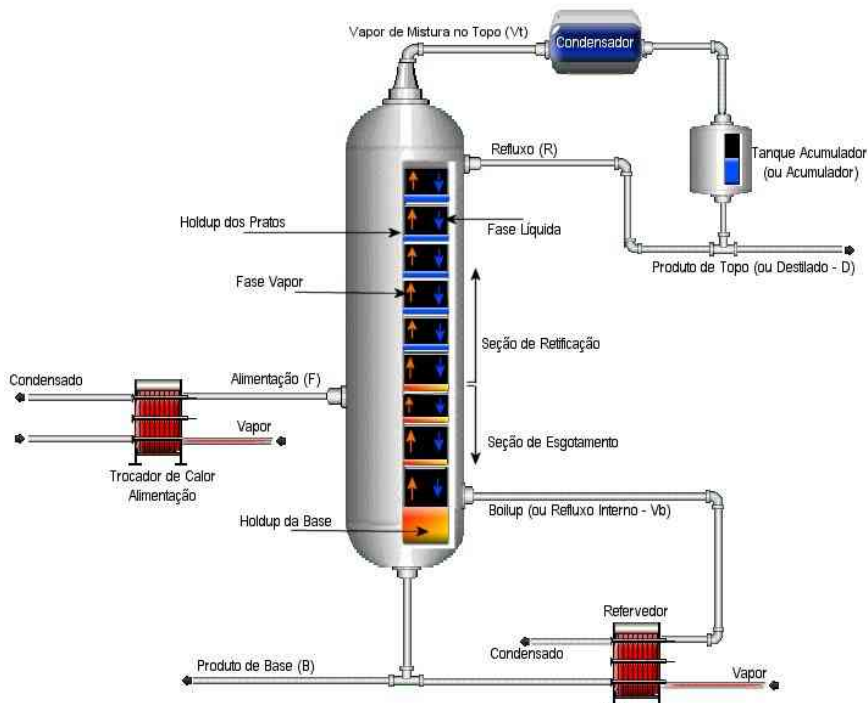 Vapor de Mistura no Topo (Vt)
Condensador
Refluxo (R)
Tanque Acumulador
(ou Acumulador)
Holdup dos Pratos
Fase Líquida
Produto de Topo (ou Destilado - D)
Fase Vapor
Seção de Retificação
Condensado
Alimentação (F)
Vapor
Seção de Esgotamento
Trocador de Calor
Alimentação
Boilup (ou Refluxo Interno - Vb)
Holdup da Base
Refervedor
Condensado
Produto de Base (B)
Vapor